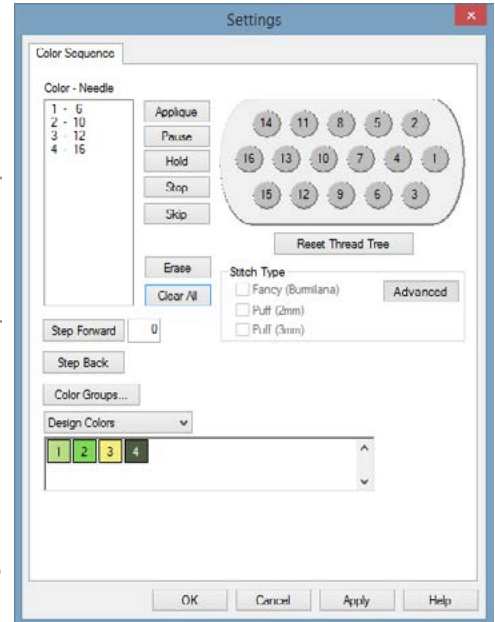 Settings
Color Sequence
Color - Needle
1 - 6
2 - 10
3 - 12
4 - 16
Applique
Pause
Hold
Stop
Skip
Erase
Clear All
14 11 8 5 2
16 13 10 7 4 1
15 12 9 6 3
Reset Thread Tree
Stitch Type
Fancy (Burmilana)
Puff (2mm)
Puff (3mm)
Advanced
Step Forward 0
Step Back
Color Groups...
Design Colors
1 2 3 4
OK Cancel Apply Help